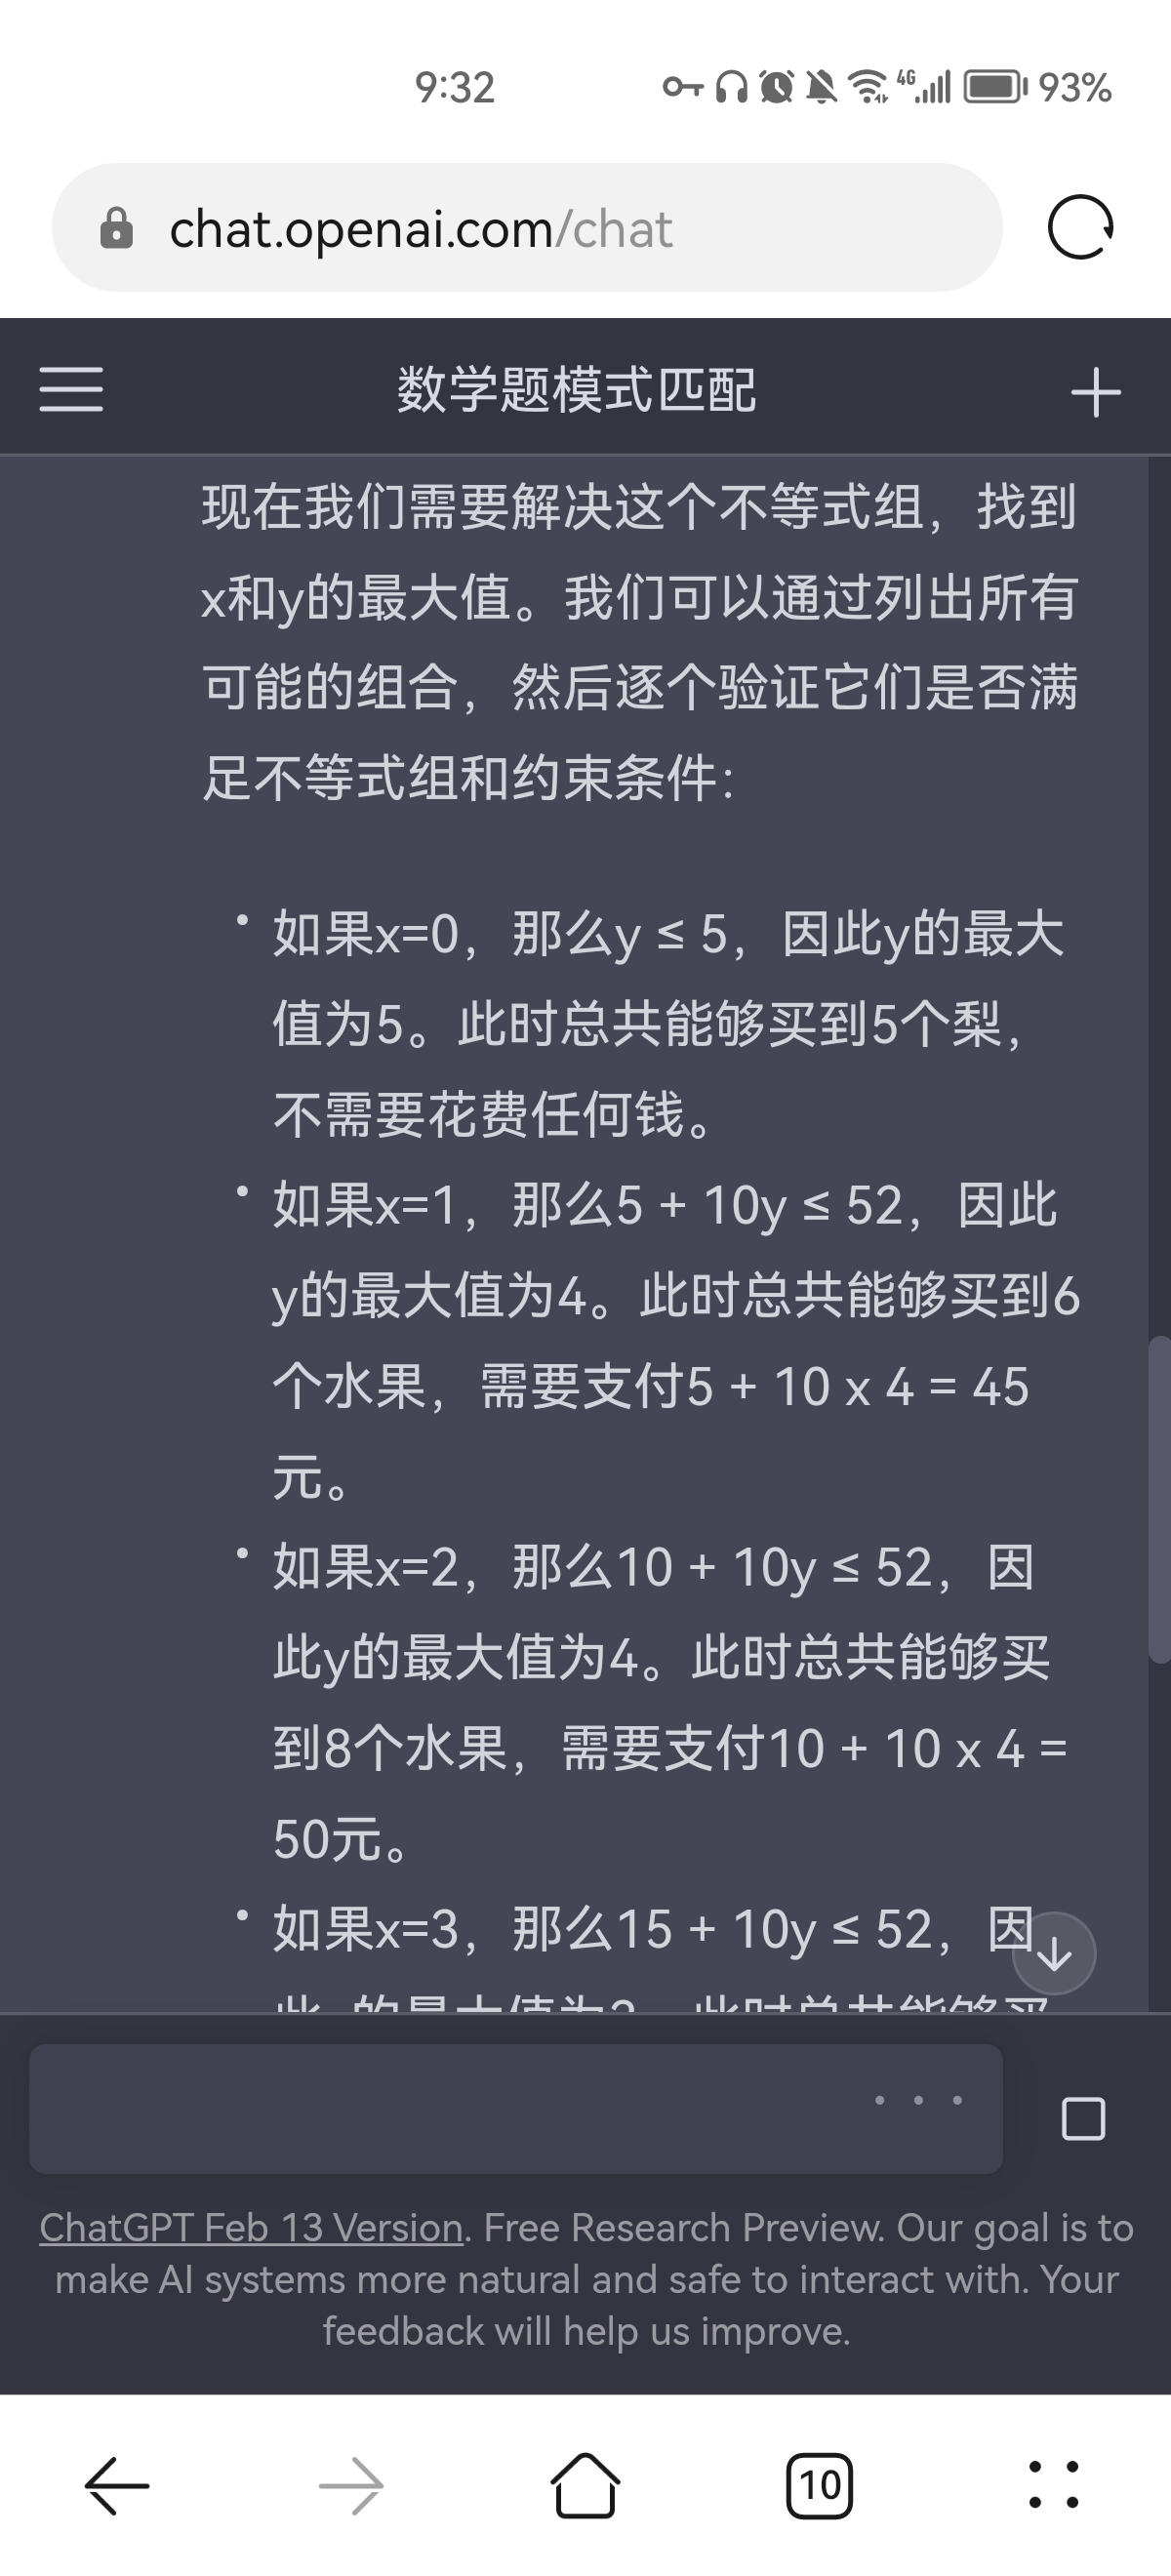 9:32
4G
93%
chat.openai.com/chat
数学题模式匹配
现在我们需要解决这个不等式组，找到
x和y的最大值。我们可以通过列出所有
可能的组合，然后逐个验证它们是否满
足不等式组和约束条件：
• 如果x=0，那么y ≤ 5，因此y的最大
值为5。此时总共能够买到5个梨，
不需要花费任何钱。
• 如果x=1，那么5 + 10y ≤ 52，因此
y的最大值为4。此时总共能够买到6
个水果，需要支付5 + 10 x 4 = 45
元。
• 如果x=2，那么10 + 10y ≤ 52，因
此y的最大值为4。此时总共能够买
到8个水果，需要支付10 + 10 x 4 =
50元。
• 如果x=3，那么15 + 10y ≤ 52，因
ChatGPT Feb 13 Version. Free Research Preview. Our goal is to
make AI systems more natural and safe to interact with. Your
feedback will help us improve.
10